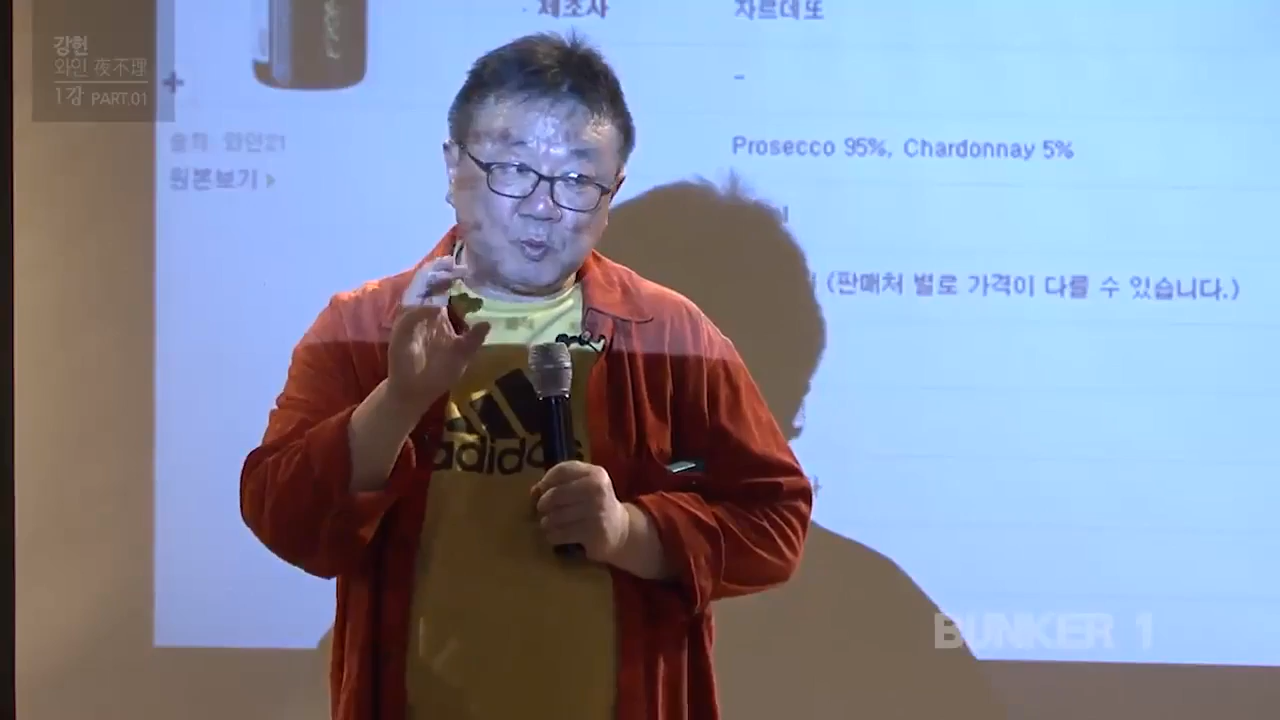 강헌
와인 夜不理
1강 PART.01
제조사
자르데또
-
+
출처: 와인21
원본보기
Prosecco 95%, Chardonnay 5%
(판매처 별로 가격이 다를 수 있습니다.)
adidas
BUNKER 1